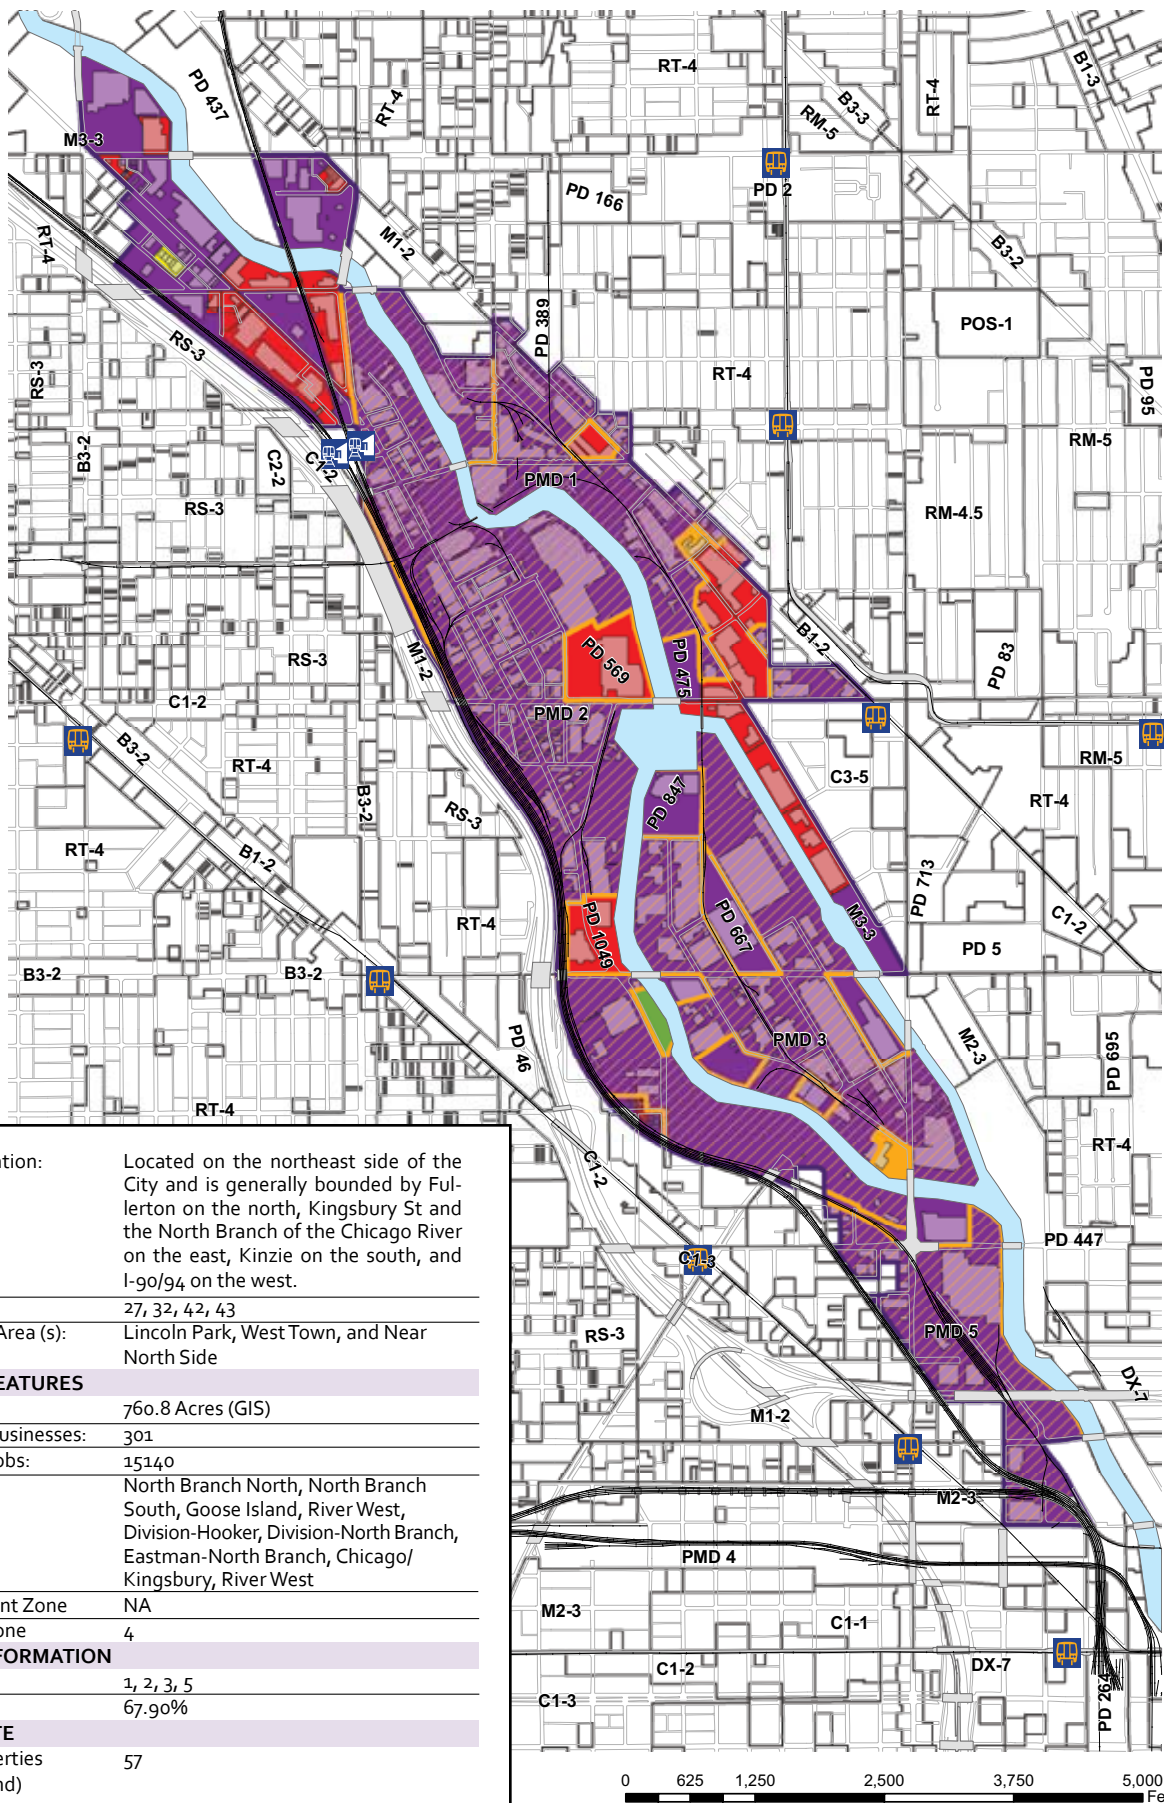 RT-4
B1-3
PD 437
RT-4
B3-3
RT-4
RM-5
M3-3
PD 2
PD 166
RT-4
M1-2
B3-2
PD 389
POS-1
RS-3
RS-3
RT-4
PD 95
RM-5
B3-2
C2-2
C1-2
PMD 1
RS-3
RM-4.5
B1-2
RS-3
M1-2
PD 569
PD 475
PD 83
C1-2
PMD 2
B3-2
RM-5
RT-4
B3-2
C3-5
PD 847
RS-3
RT-4
RT-4
B1-2
PD 713
RT-4
PD 1049
PD 667
M3-3
C1-2
PD 5
B3-2
B3-2
PD 46
PMD 3
M2-3
PD 695
RT-4
RT-4
C1-2
PD 447
C1-3
RS-3
PMD 5
DX-7
M1-2
M2-3
PMD 4
M2-3
C1-1
C1-2
DX-7
C1-3
PD 264
tion: Located on the northeast side of the
City and is generally bounded by Ful-
lerton on the north, Kingsbury St and
the North Branch of the Chicago River
on the east, Kinzie on the south, and
I-90/94 on the west.
27, 32, 42, 43
Area (s): Lincoln Park, West Town, and Near
North Side
EATURES
760.8 Acres (GIS)
usinesses: 301
obs: 15140
North Branch North, North Branch
South, Goose Island, River West,
Division-Hooker, Division-North Branch,
Eastman-North Branch, Chicago/
Kingsbury, River West
nt Zone NA
one 4
FORMATION
1, 2, 3, 5
67.90%
TE
erties 57
nd)
0 625 1,250 2,500 3,750 5,000
Fe